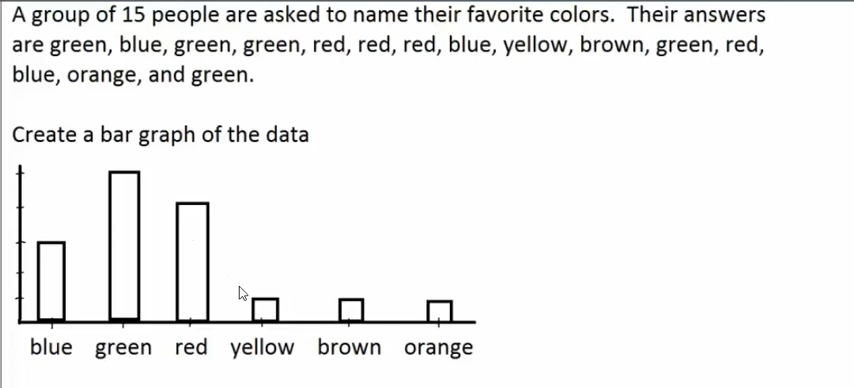 A group of 15 people are asked to name their favorite colors. Their answers
are green, blue, green, green, red, red, red, blue, yellow, brown, green, red,
blue, orange, and green.
Create a bar graph of the data
blue green red yellow brown orange